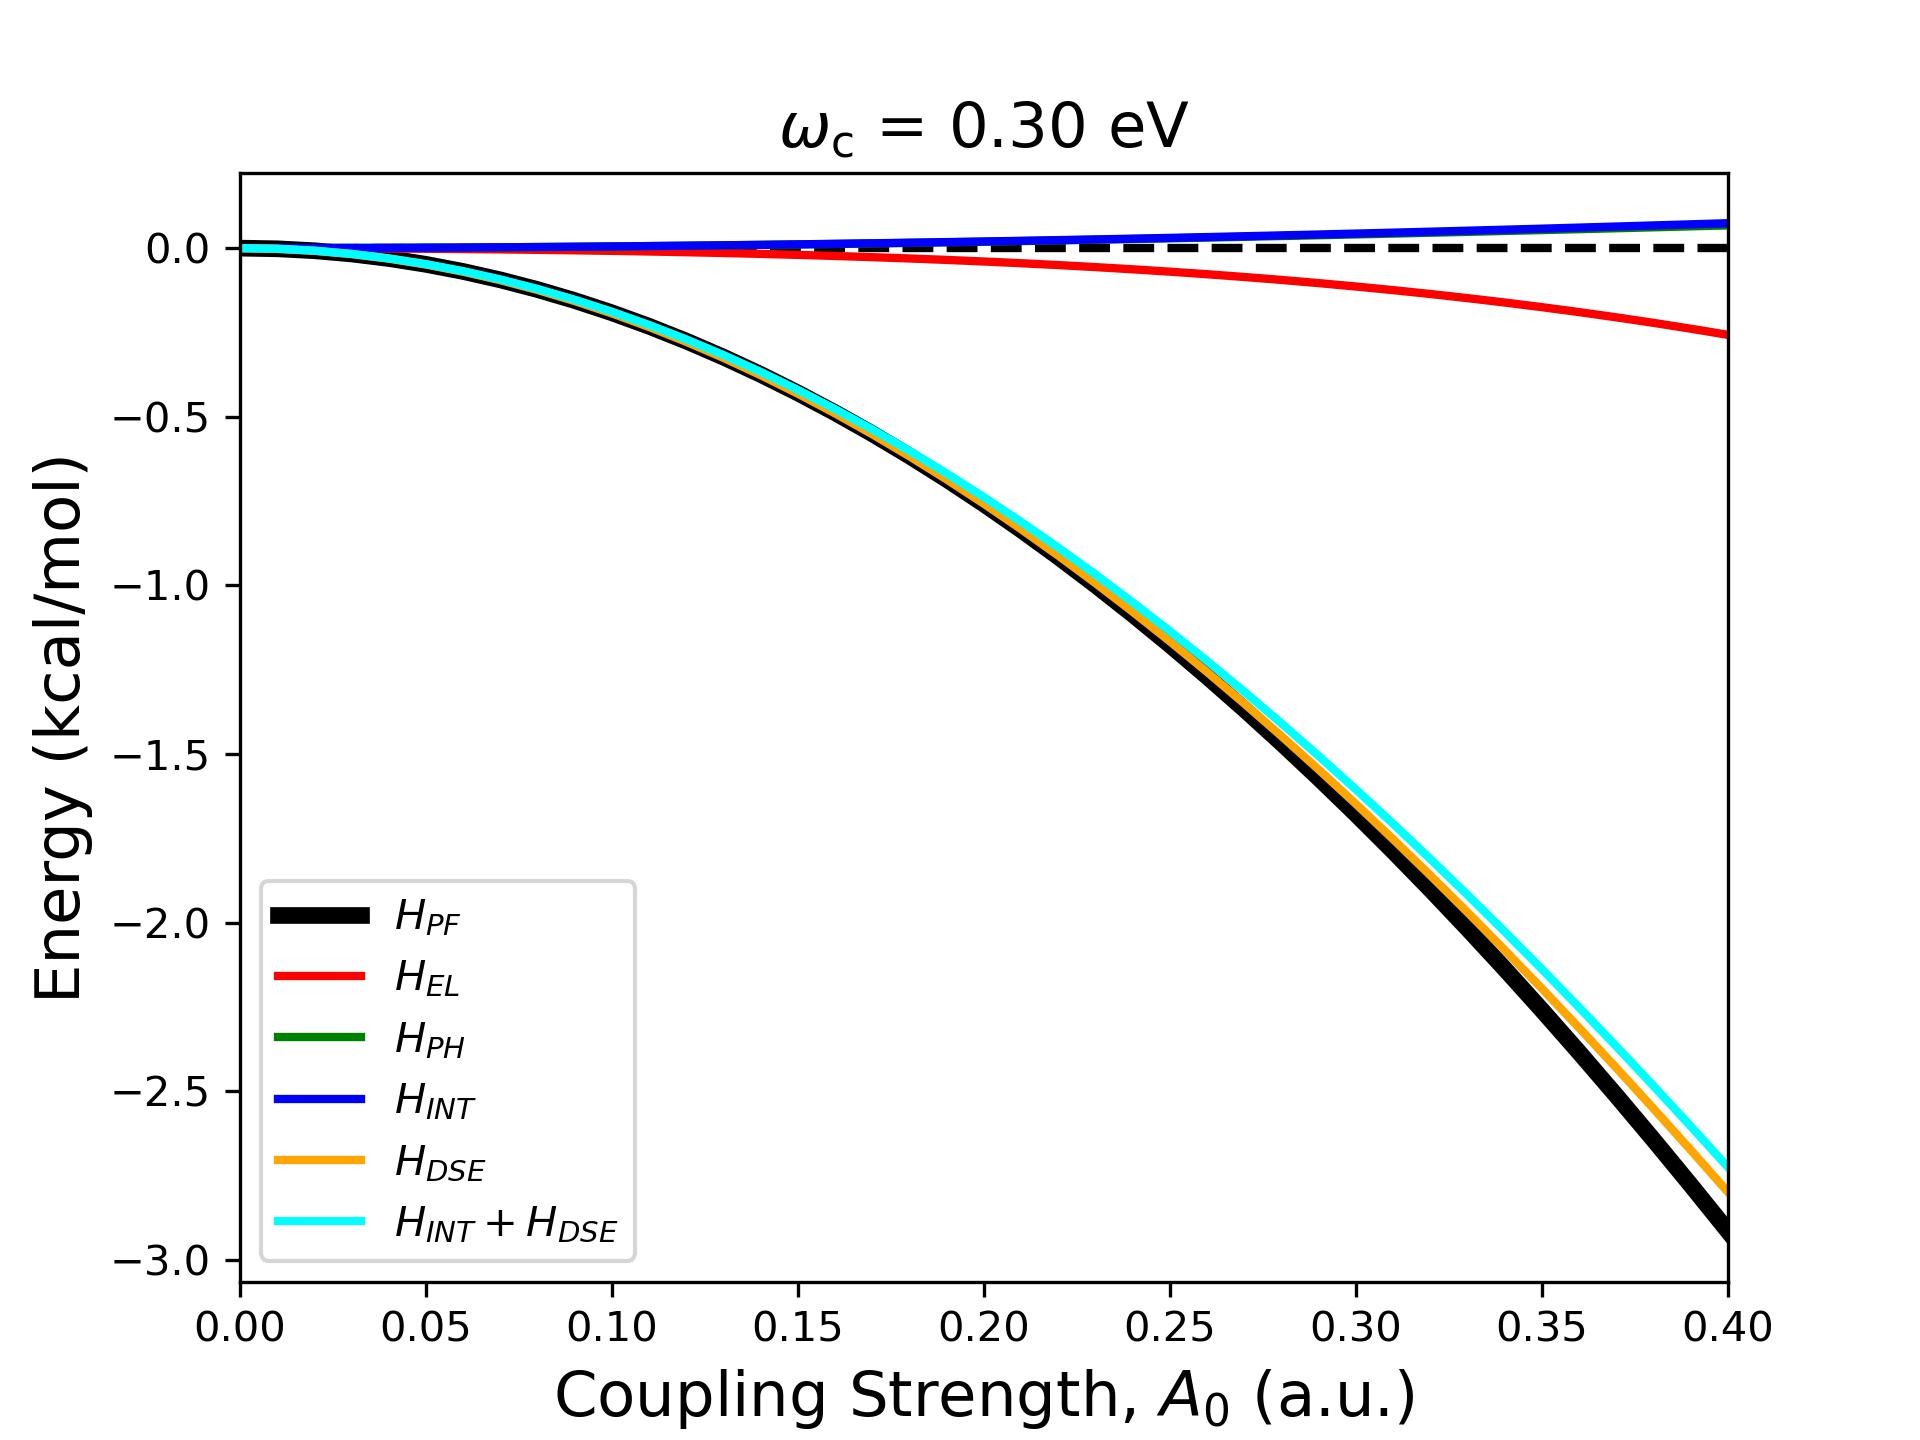 ω_c = 0.30 eV
Energy (kcal/mol)
0.0
−0.5
−1.0
−1.5
−2.0
−2.5
−3.0
H_PF
H_EL
H_PH
H_INT
H_DSE
H_INT + H_DSE
0.00 0.05 0.10 0.15 0.20 0.25 0.30 0.35 0.40
Coupling Strength, A₀ (a.u.)